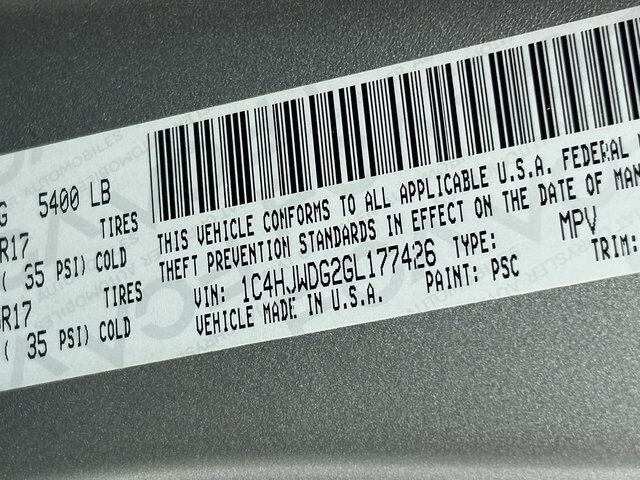 G 5400 LB
R17 TIRES
( 35 PSI) COLD
R17 TIRES
( 35 PSI) COLD
THIS VEHICLE CONFORMS TO ALL APPLICABLE U.S.A. FEDERAL
THEFT PREVENTION STANDARDS IN EFFECT ON THE DATE OF MAN
VIN: 1C4HJWDG2GL177426 TYPE: MPV
VEHICLE MADE IN U.S.A. PAINT: PSC TRIM: